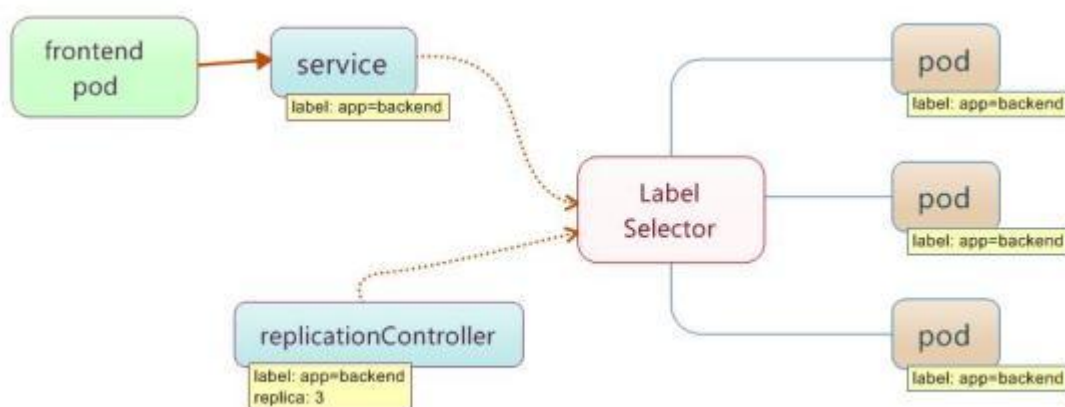 frontend
pod
service
label: app=backend
Label
Selector
replicationController
label: app=backend
replica: 3
pod
label: app=backend
pod
label: app=backend
pod
label: app=backend